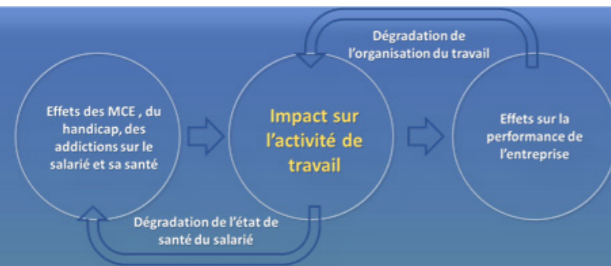 Dégradation de
l'organisation du travail
Effets des MCE , du
handicap, des
addictions sur le
salarié et sa santé
Impact sur
l'activité de
travail
Effets sur la
performance de
l'entreprise
Dégradation de l'état de
santé du salarié